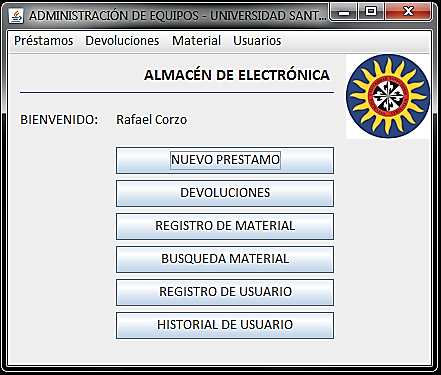 ADMINISTRACIÓN DE EQUIPOS - UNIVERSIDAD SANT...
Préstamos Devoluciones Material Usuarios
ALMACÉN DE ELECTRÓNICA
BIENVENIDO: Rafael Corzo
NUEVO PRESTAMO
DEVOLUCIONES
REGISTRO DE MATERIAL
BUSQUEDA MATERIAL
REGISTRO DE USUARIO
HISTORIAL DE USUARIO